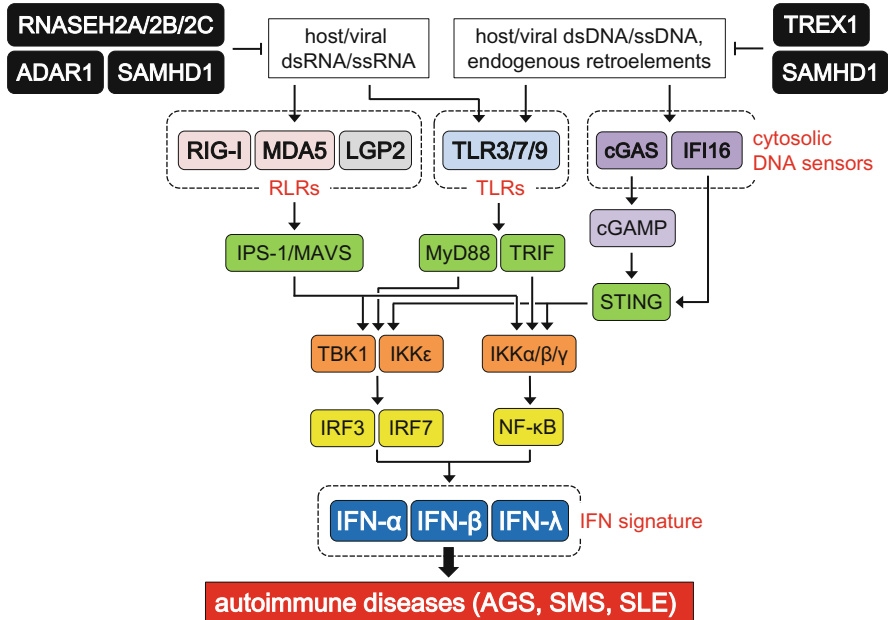 RNASEH2A/2B/2C
ADAR1 SAMHD1
host/viral
dsRNA/ssRNA
host/viral dsDNA/ssDNA,
endogenous retroelements
TREX1
SAMHD1
RIG-I MDA5 LGP2
RLRs
TLR3/7/9
TLRs
cGAS IFI16
cytosolic
DNA sensors
cGAMP
IPS-1/MAVS
MyD88 TRIF
STING
TBK1 IKKε
IKKα/β/γ
IRF3 IRF7
NF-κB
IFN-α IFN-β IFN-λ
IFN signature
autoimmune diseases (AGS, SMS, SLE)